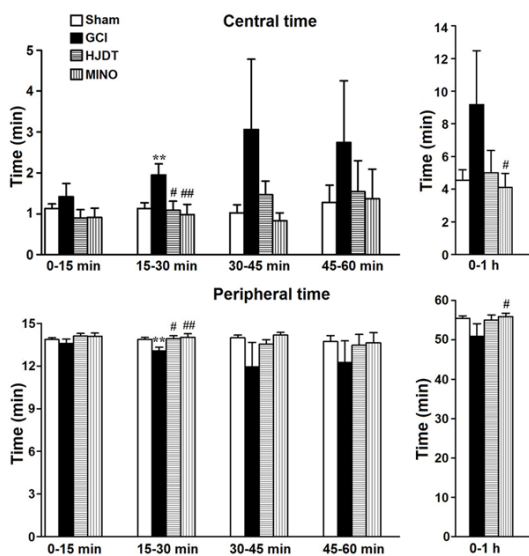 Sham
GCI
HJDT
MINO
Central time
Time (min)
5
4
3
2
1
0
**
#
##
0-15 min
15-30 min
30-45 min
45-60 min
Time (min)
14
12
10
8
6
4
2
0
#
0-1 h
Peripheral time
Time (min)
15
12
9
6
3
0
**
#
##
0-15 min
15-30 min
30-45 min
45-60 min
Time (min)
60
50
40
30
20
10
0
#
0-1 h